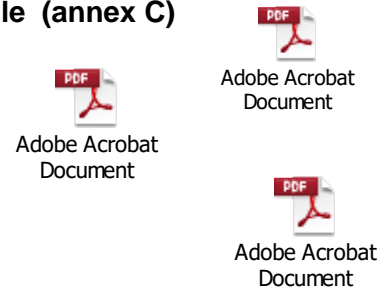 le (annex C)
PDF
Adobe Acrobat
Document
PDF
Adobe Acrobat
Document
PDF
Adobe Acrobat
Document